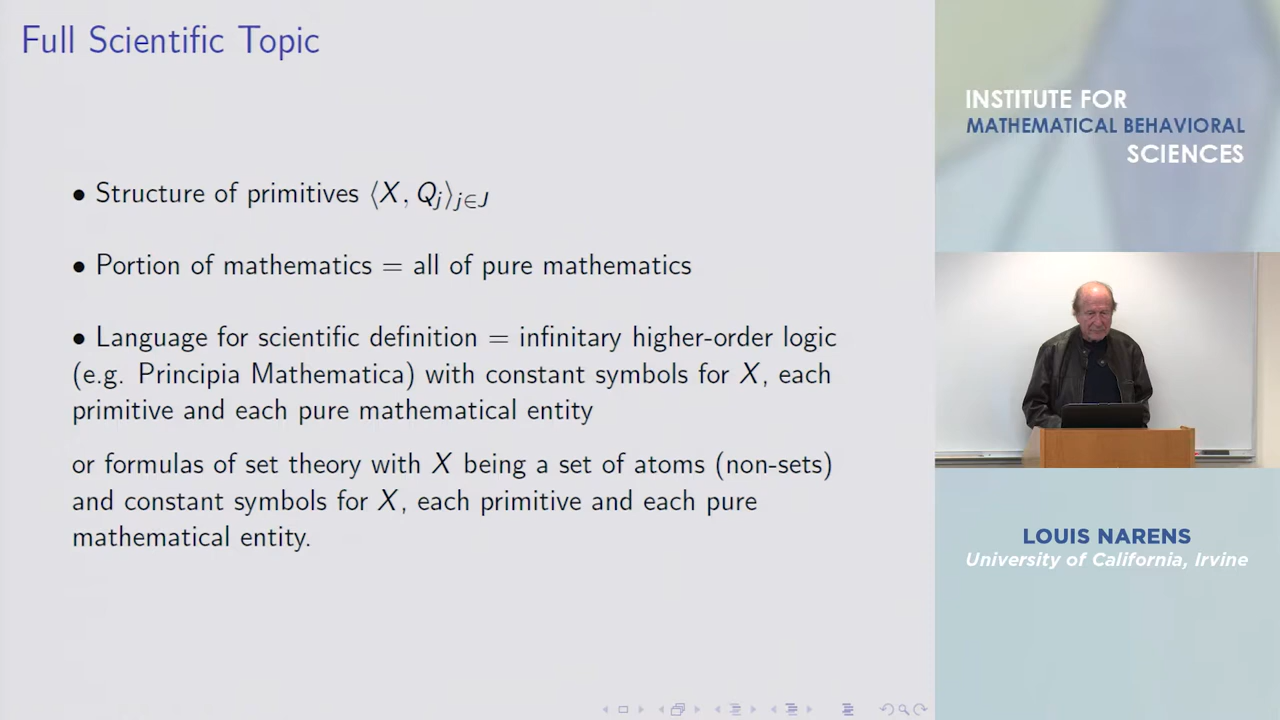 Full Scientific Topic
• Structure of primitives ⟨X, Qj⟩j∈J
• Portion of mathematics = all of pure mathematics
• Language for scientific definition = infinitary higher-order logic
(e.g. Principia Mathematica) with constant symbols for X, each
primitive and each pure mathematical entity
or formulas of set theory with X being a set of atoms (non-sets)
and constant symbols for X, each primitive and each pure
mathematical entity.
INSTITUTE FOR
MATHEMATICAL BEHAVIORAL
SCIENCES
LOUIS NARENS
University of California, Irvine